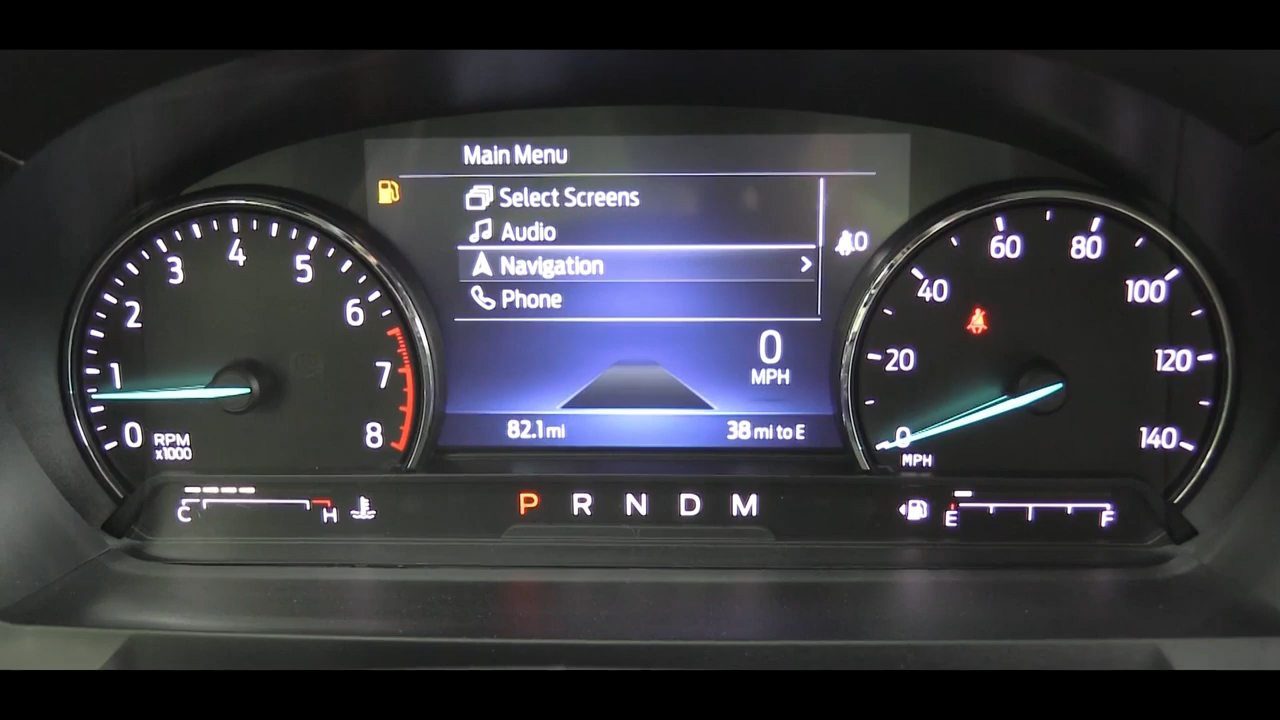 Main Menu
Select Screens
Audio
Navigation
Phone
0
MPH
82.1 mi
38 mi to E
0
1
2
3
4
5
6
7
8
RPM
x1000
0
20
40
60
80
100
120
140
MPH
C H
P R N D M
E F